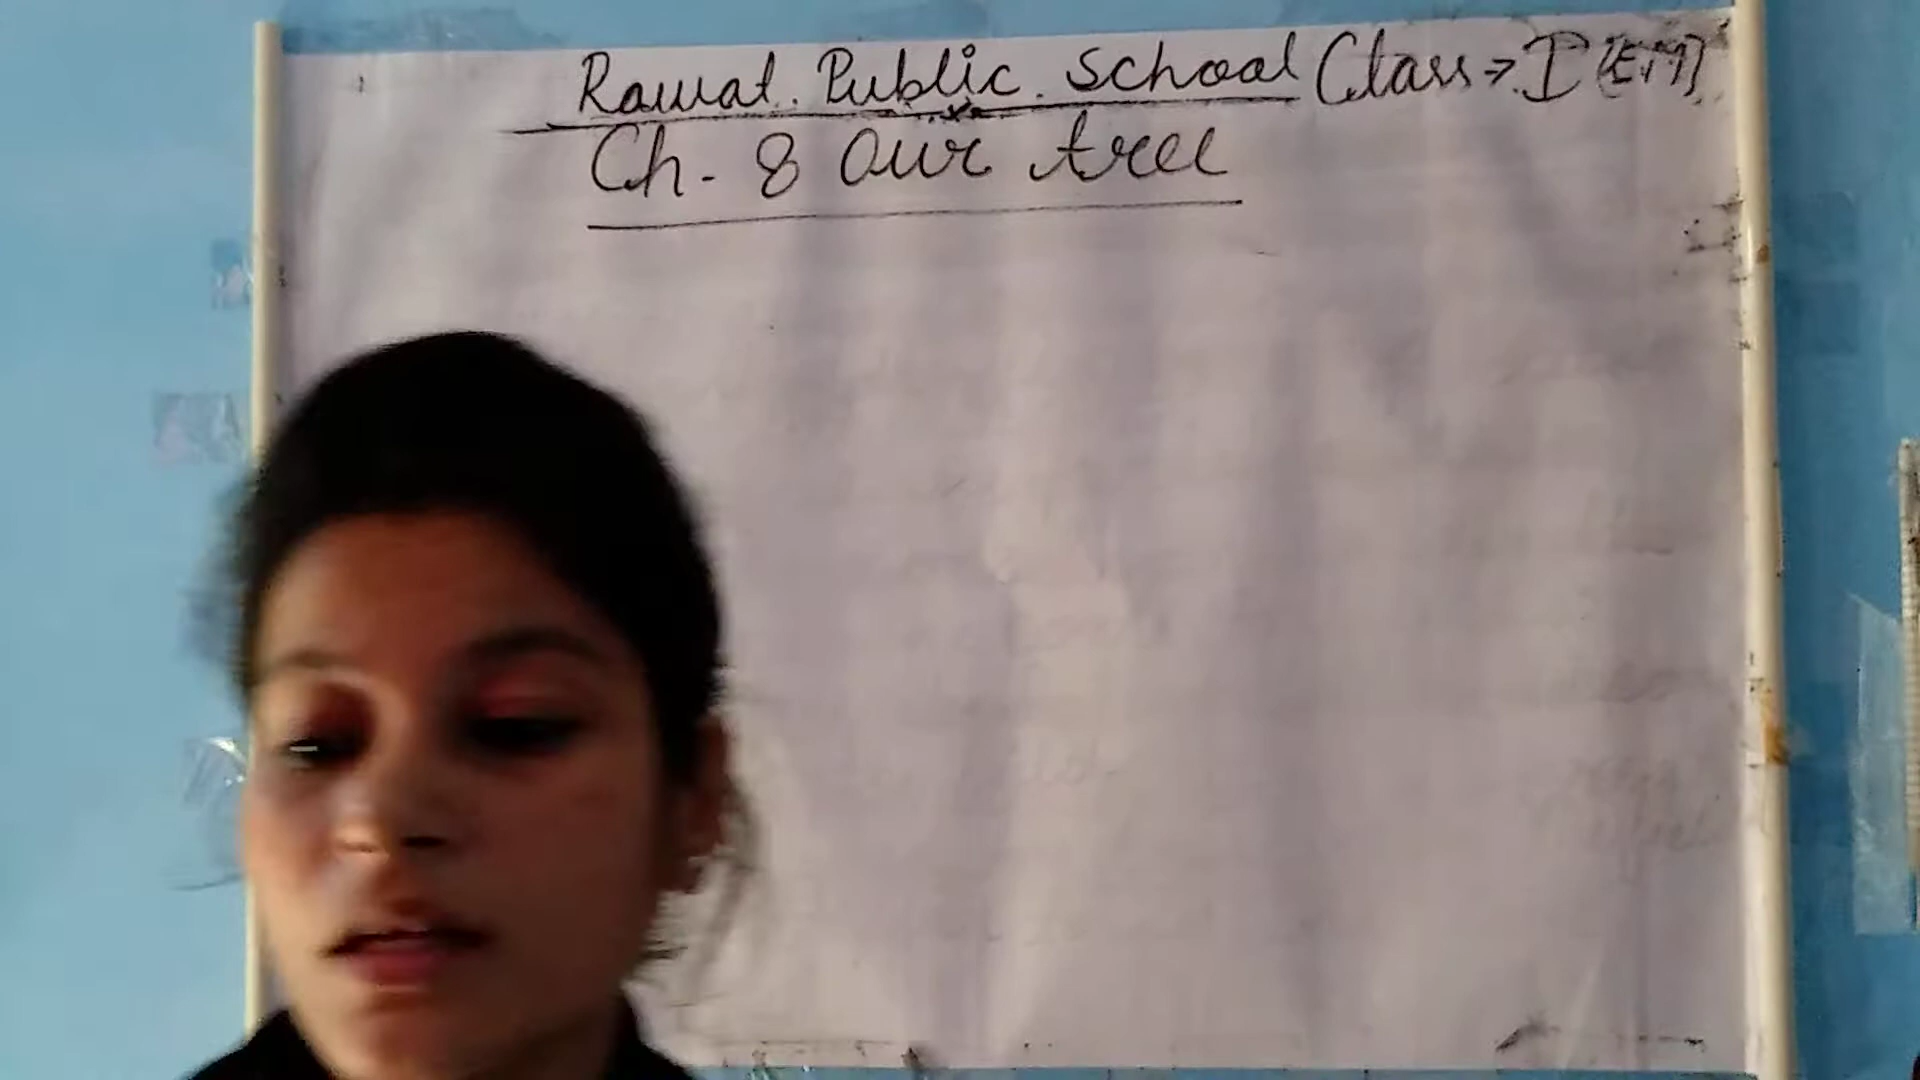 Rawat. Public. School Class → I [E.M]
Ch. 8 Our tree